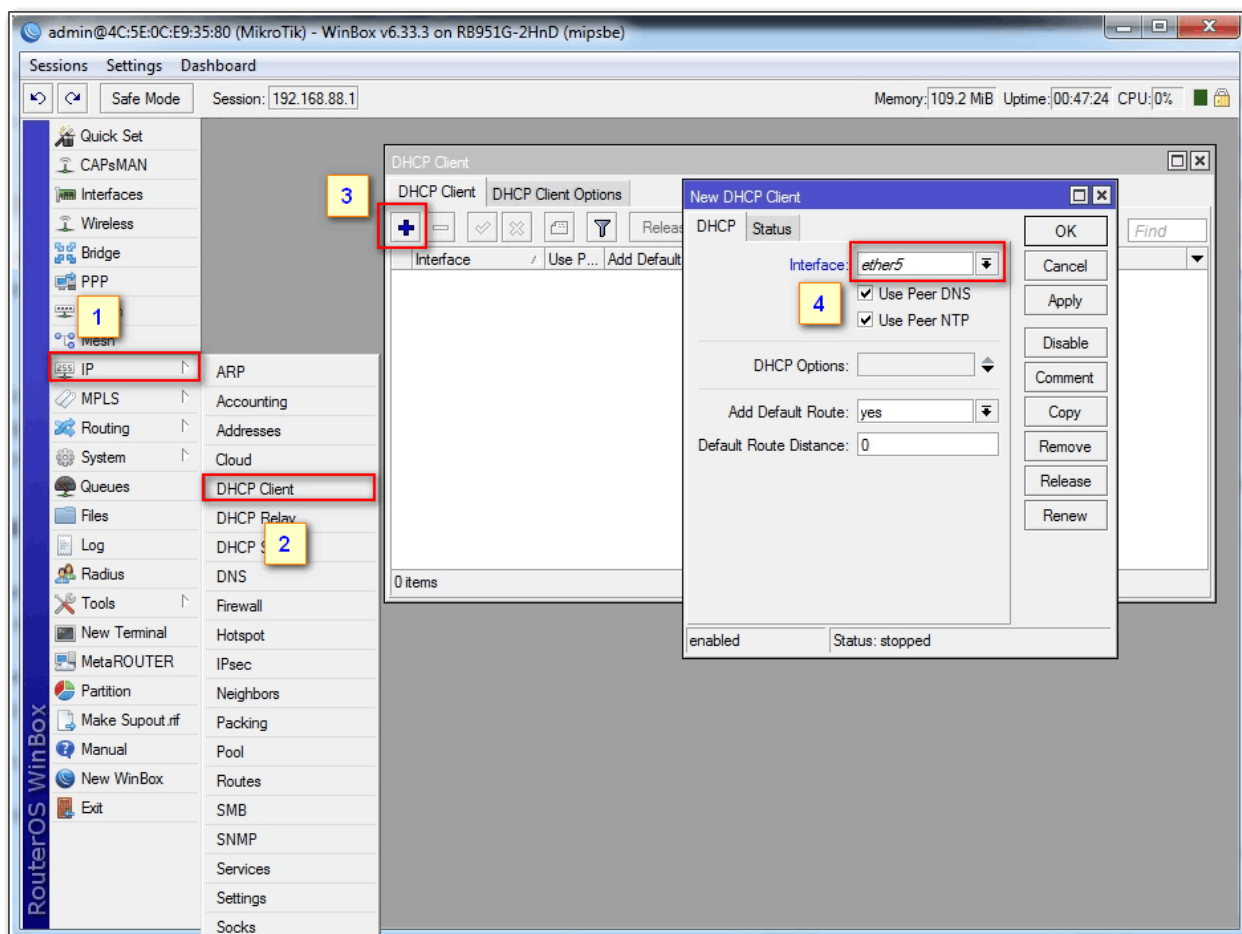 admin@4C:5E:0C:E9:35:80 (MikroTik) - WinBox v6.33.3 on RB951G-2HnD (mipsbe)
Sessions Settings Dashboard
Safe Mode Session: 192.168.88.1 Memory: 109.2 MiB Uptime: 00:47:24 CPU: 0%
Quick Set
CAPsMAN
Interfaces
Wireless
Bridge
PPP
1
Mesh
255 IP
MPLS
Routing
System
Queues
Files
Log
Radius
Tools
New Terminal
MetaROUTER
Partition
Make Supout.rif
Manual
New WinBox
Exit
RouterOS WinBox
ARP
Accounting
Addresses
Cloud
DHCP Client
DHCP Relay
DHCP S
2
DNS
Firewall
Hotspot
IPsec
Neighbors
Packing
Pool
Routes
SMB
SNMP
Services
Settings
Socks
DHCP Client
3
DHCP Client DHCP Client Options
Releas
Find
Interface / Use P... Add Default
0 items
New DHCP Client
DHCP Status
Interface: ether5
4
Use Peer DNS
Use Peer NTP
DHCP Options:
Add Default Route: yes
Default Route Distance: 0
OK
Cancel
Apply
Disable
Comment
Copy
Remove
Release
Renew
enabled Status: stopped